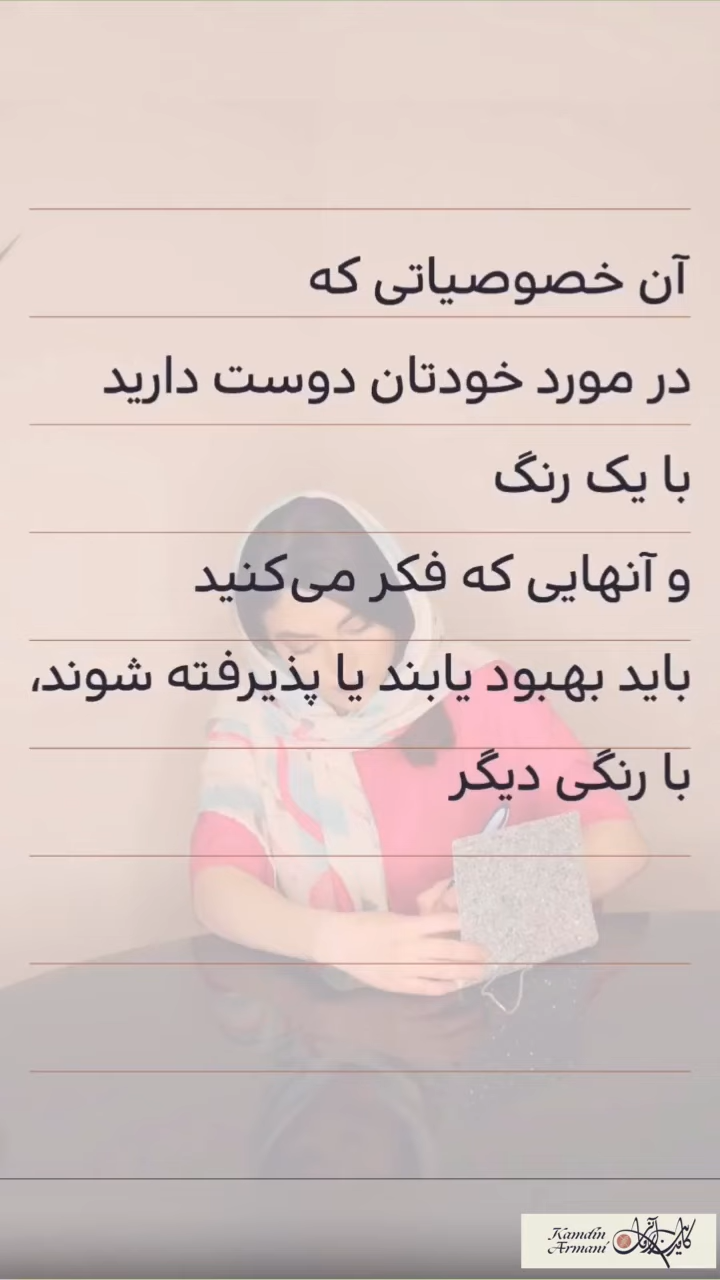 آن خصوصیاتی که
در مورد خودتان دوست دارید
با یک رنگ
و آنهایی که فکر می‌کنید
باید بهبود یابند یا پذیرفته شوند،
با رنگی دیگر
Kamdin
Armani